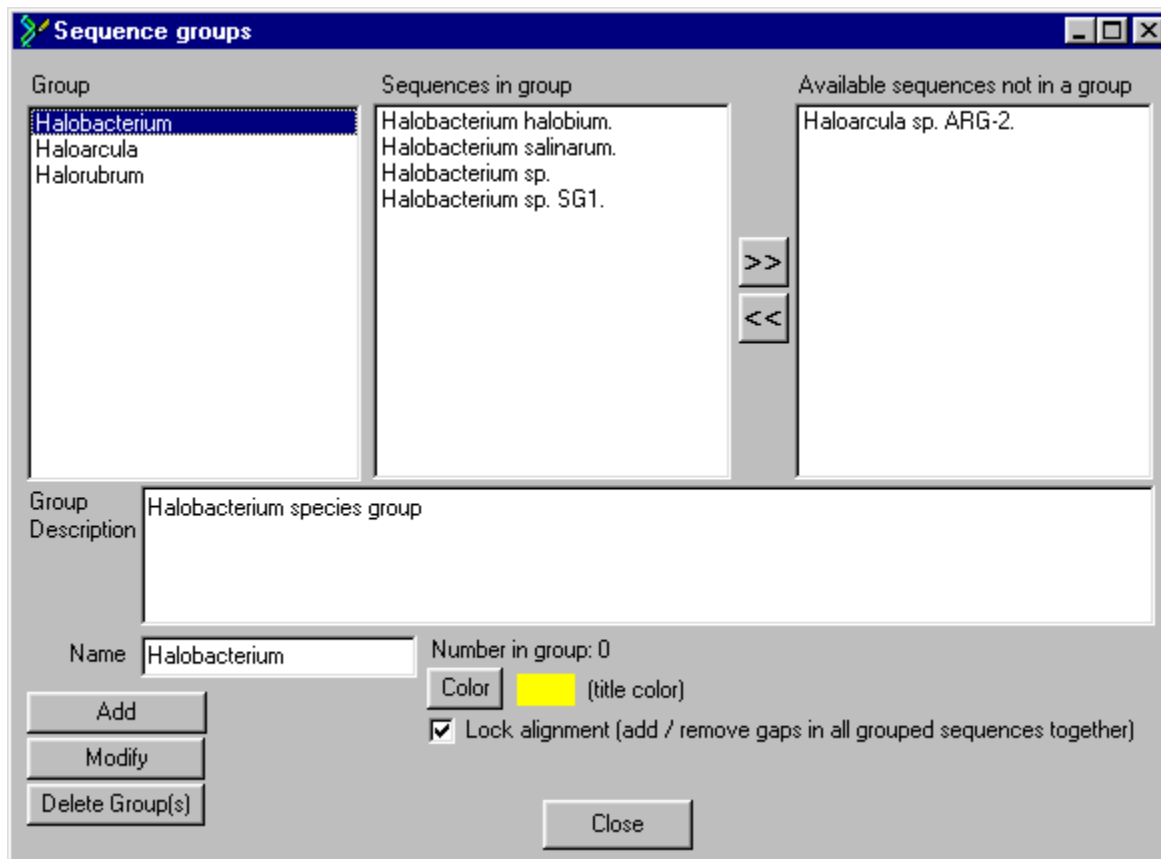 Sequence groups
Group
Sequences in group
Available sequences not in a group
Halobacterium
Haloarcula
Halorubrum
Halobacterium halobium.
Halobacterium salinarum.
Halobacterium sp.
Halobacterium sp. SG1.
Haloarcula sp. ARG-2.
>>
<<
Group
Description
Halobacterium species group
Name
Halobacterium
Number in group: 0
Color
(title color)
Lock alignment (add / remove gaps in all grouped sequences together)
Add
Modify
Delete Group(s)
Close